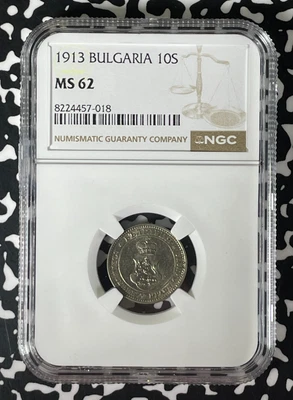 1913 BULGARIA 10S
MS 62
8224457-018
NUMISMATIC GUARANTY COMPANY
NGC